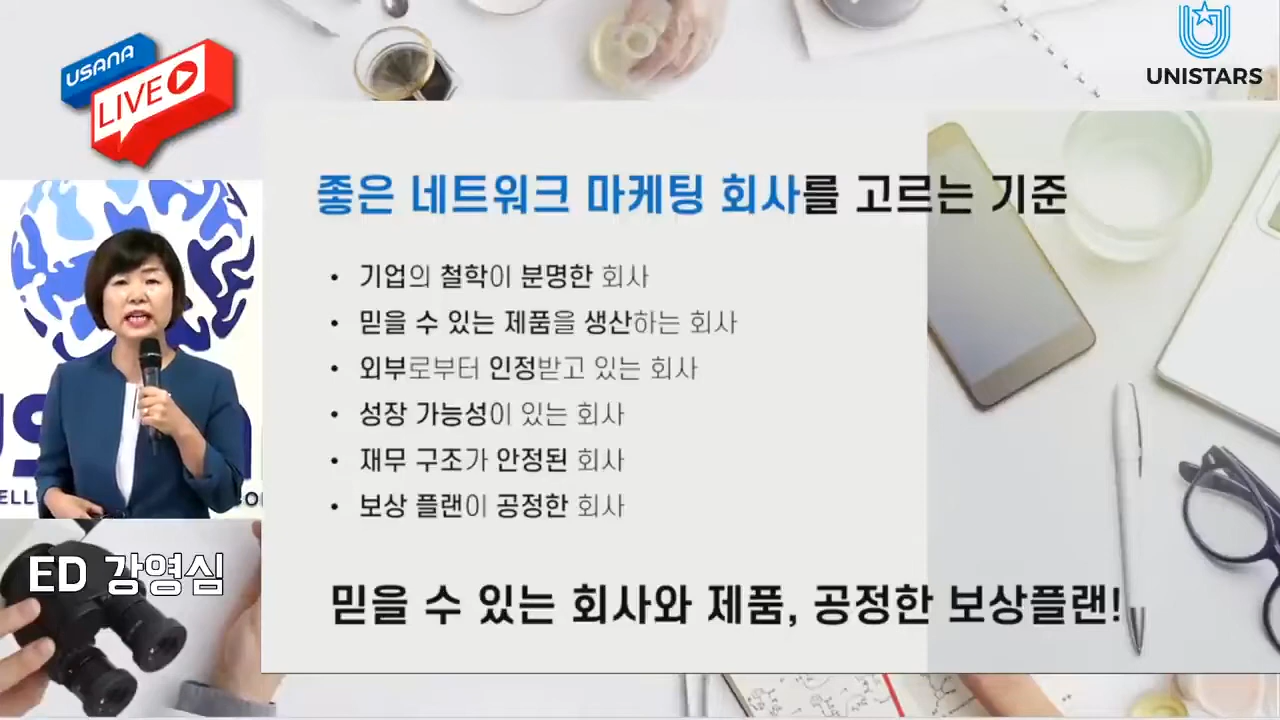 USANA
LIVE
UNISTARS
좋은 네트워크 마케팅 회사를 고르는 기준
• 기업의 철학이 분명한 회사
• 믿을 수 있는 제품을 생산하는 회사
• 외부로부터 인정받고 있는 회사
• 성장 가능성이 있는 회사
• 재무 구조가 안정된 회사
• 보상 플랜이 공정한 회사
믿을 수 있는 회사와 제품, 공정한 보상플랜!
ED 강영심